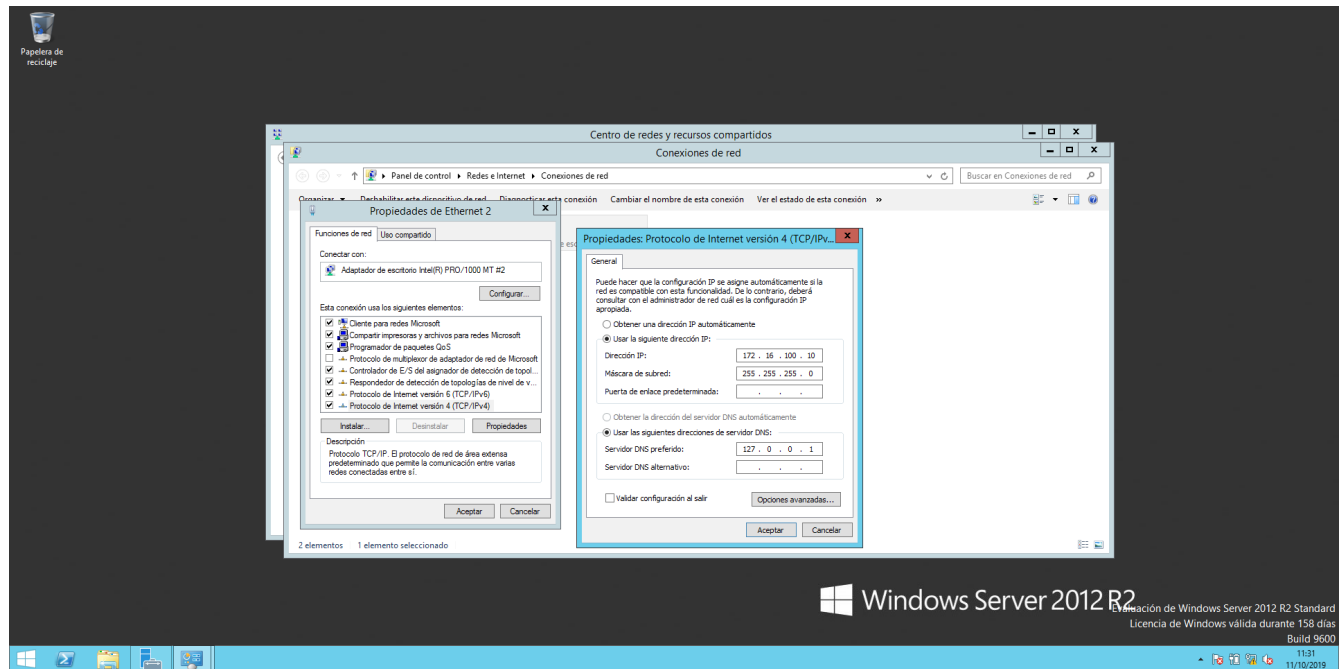 Papelera de
reciclaje
Centro de redes y recursos compartidos
Conexiones de red
Panel de control
Redes e Internet
Conexiones de red
Buscar en Conexiones de red
Organizar
Deshabilitar este dispositivo de red
Diagnosticar esta conexión
Cambiar el nombre de esta conexión
Ver el estado de esta conexión
»
Propiedades de Ethernet 2
Funciones de red
Uso compartido
Conectar con:
Adaptador de escritorio Intel(R) PRO/1000 MT #2
Configurar...
Esta conexión usa los siguientes elementos:
Cliente para redes Microsoft
Compartir impresoras y archivos para redes Microsoft
Programador de paquetes QoS
Protocolo de multiplexor de adaptador de red de Microsoft
Controlador de E/S del asignador de detección de topol...
Respondedor de detección de topologías de nivel de v...
Protocolo de Internet versión 6 (TCP/IPv6)
Protocolo de Internet versión 4 (TCP/IPv4)
Instalar...
Desinstalar
Propiedades
Descripción
Protocolo TCP/IP. El protocolo de red de área extensa
predeterminado que permite la comunicación entre varias
redes conectadas entre sí.
Aceptar
Cancelar
Propiedades: Protocolo de Internet versión 4 (TCP/IPv...
General
Puede hacer que la configuración IP se asigne automáticamente si la
red es compatible con esta funcionalidad. De lo contrario, deberá
consultar con el administrador de red cuál es la configuración IP
apropiada.
Obtener una dirección IP automáticamente
Usar la siguiente dirección IP:
Dirección IP: 172 . 16 . 100 . 10
Máscara de subred: 255 . 255 . 255 . 0
Puerta de enlace predeterminada: . . .
Obtener la dirección del servidor DNS automáticamente
Usar las siguientes direcciones de servidor DNS:
Servidor DNS preferido: 127 . 0 . 0 . 1
Servidor DNS alternativo: . . .
Validar configuración al salir
Opciones avanzadas...
Aceptar
Cancelar
2 elementos
1 elemento seleccionado
Windows Server 2012 R2
Evaluación de Windows Server 2012 R2 Standard
Licencia de Windows válida durante 158 días
Build 9600
11:31
11/10/2019